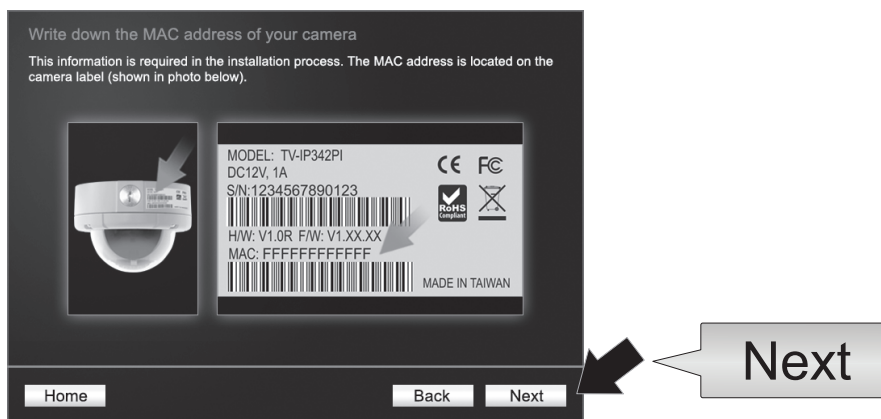 Write down the MAC address of your camera
This information is required in the installation process. The MAC address is located on the
camera label (shown in photo below).
MODEL: TV-IP342PI
DC12V, 1A
S/N:1234567890123
H/W: V1.0R F/W: V1.XX.XX
MAC: FFFFFFFFFFFF
CE FC
RoHS
Compliant
MADE IN TAIWAN
Home
Back
Next
Next